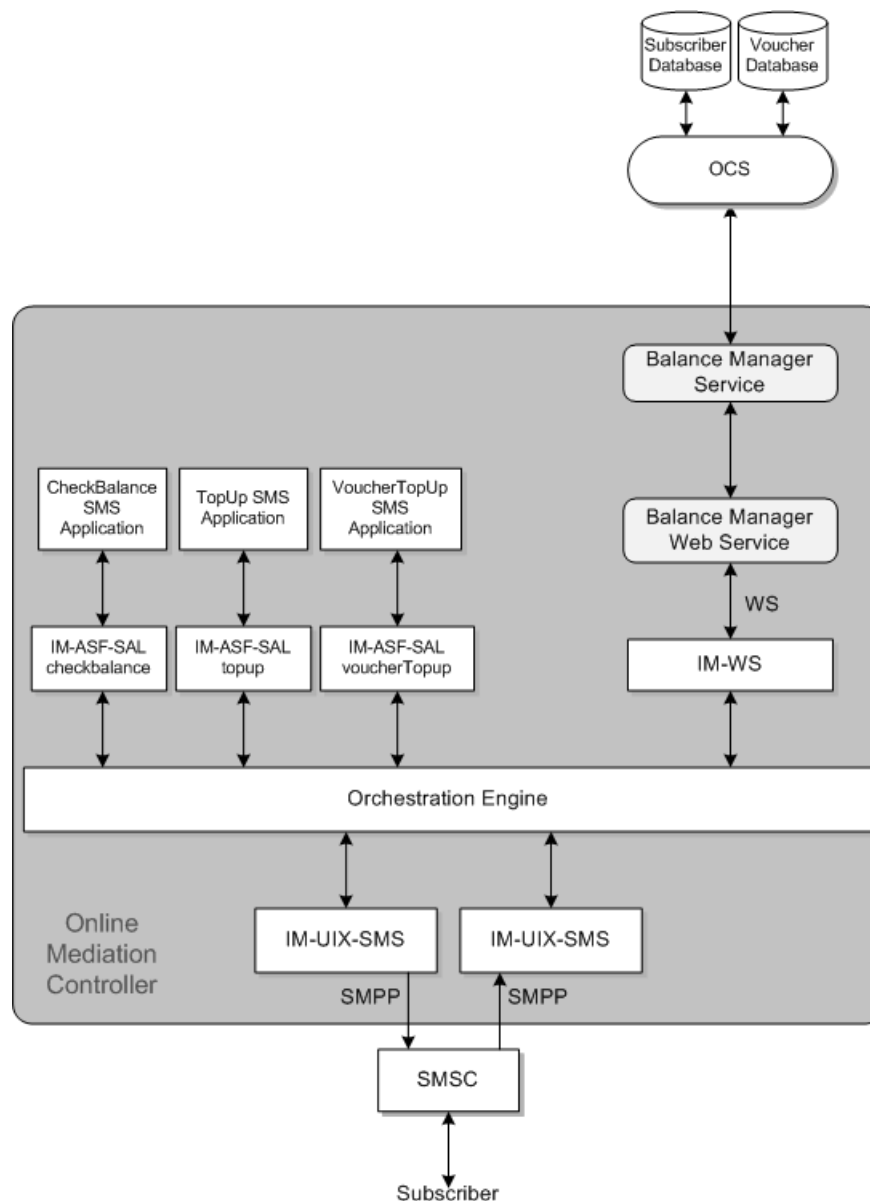 Subscriber
Database
Voucher
Database
OCS
Balance Manager
Service
CheckBalance
SMS
Application
TopUp SMS
Application
VoucherTopUp
SMS
Application
Balance Manager
Web Service
WS
IM-ASF-SAL
checkbalance
IM-ASF-SAL
topup
IM-ASF-SAL
voucherTopup
IM-WS
Orchestration Engine
Online
Mediation
Controller
IM-UIX-SMS
IM-UIX-SMS
SMPP
SMPP
SMSC
Subscriber